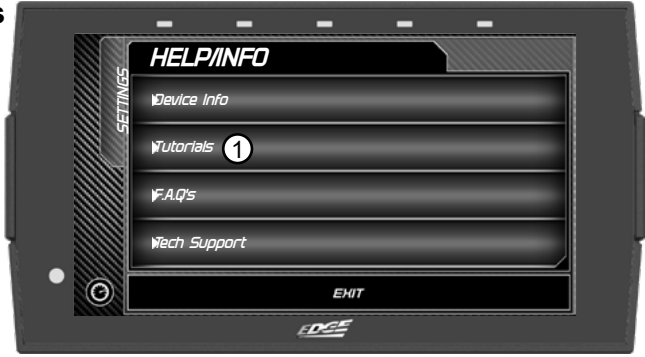 s
HELP/INFO
SETTINGS
Device Info
Tutorials 1
F.A.Q's
Tech Support
EXIT
EDGE